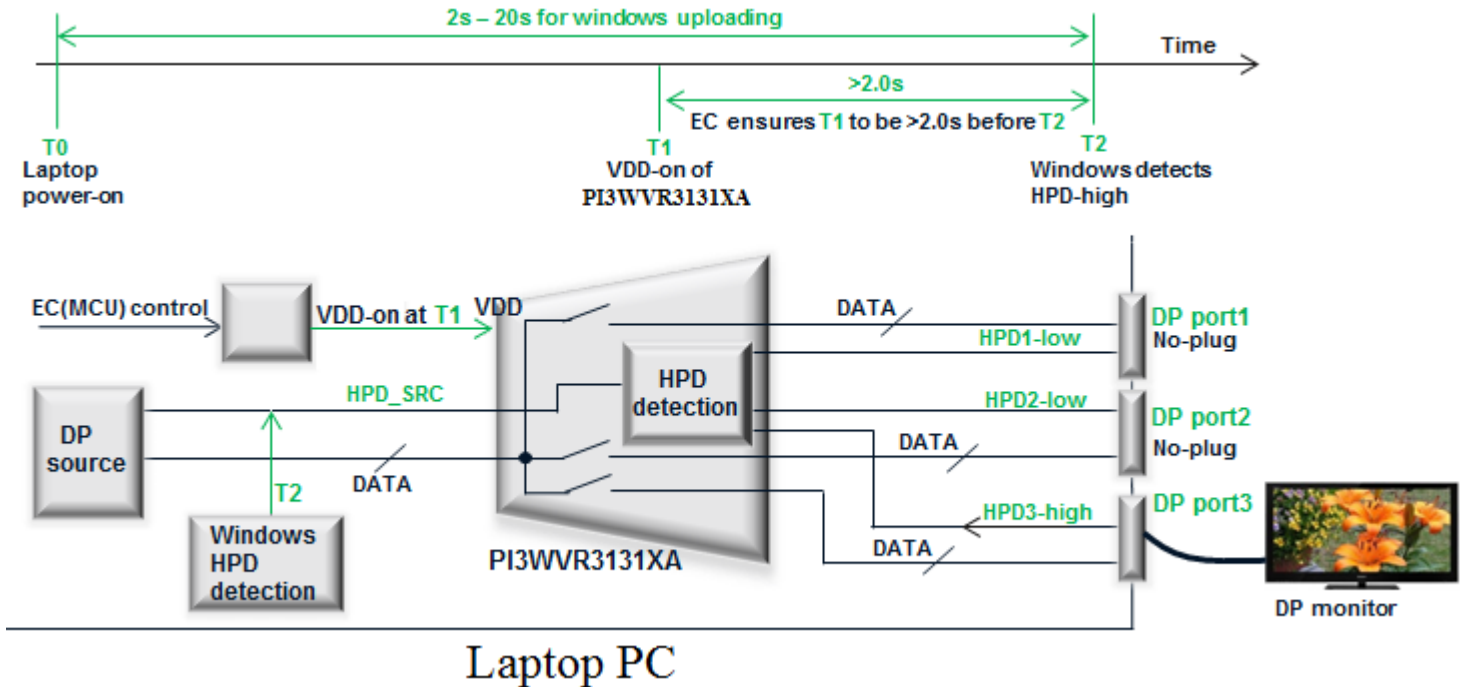 2s – 20s for windows uploading
Time
>2.0s
EC ensures T1 to be >2.0s before T2
T0
Laptop
power-on
T1
VDD-on of
PI3WVR3131XA
T2
Windows detects
HPD-high
EC(MCU) control
VDD-on at T1
VDD
DATA
DP port1
No-plug
HPD1-low
HPD_SRC
HPD
detection
HPD2-low
DP port2
No-plug
DP
source
DATA
DATA
T2
HPD3-high
DP port3
Windows
HPD
detection
PI3WVR3131XA
DATA
DP monitor
Laptop PC